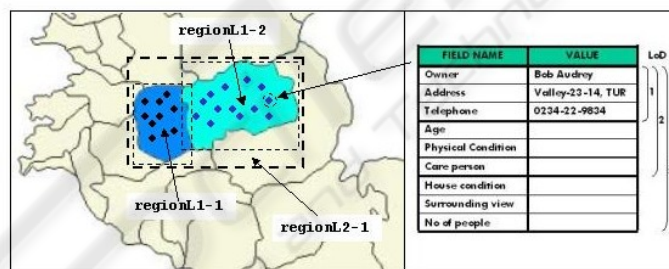 regionL1-2
regionL1-1
regionL2-1
FIELD NAME VALUE LoD
Owner Bob Audrey
Address Valley-23-14, TUR
Telephone 0234-22-9834
1
2
Age
Physical Condition
Care person
House condition
Surrounding view
No of people